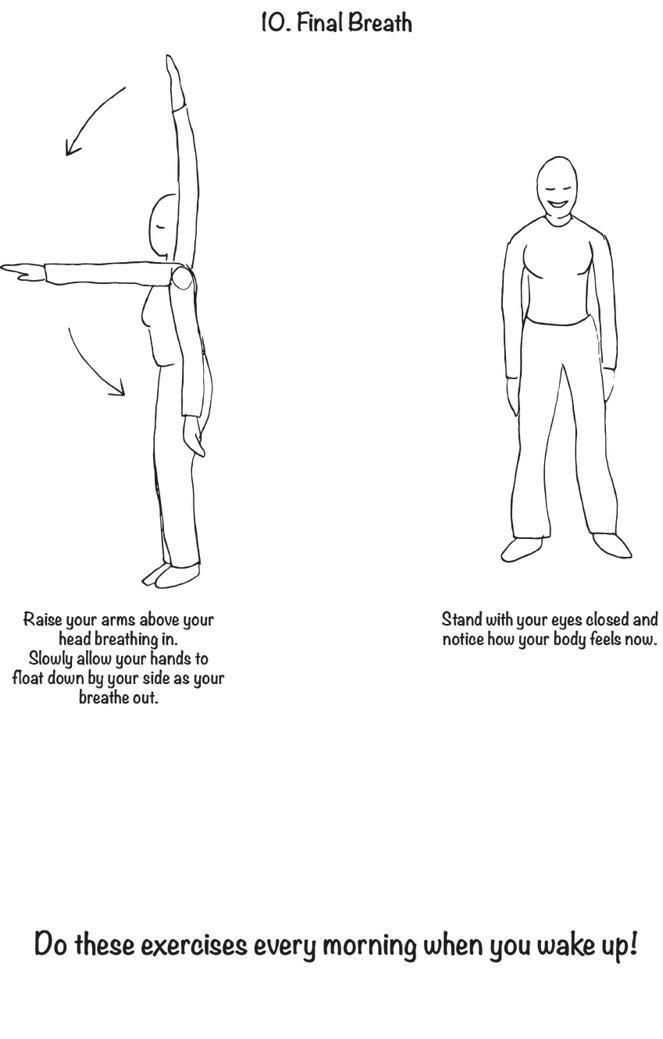 10. Final Breath
Raise your arms above your
head breathing in.
Slowly allow your hands to
float down by your side as your
breathe out.
Stand with your eyes closed and
notice how your body feels now.
Do these exercises every morning when you wake up!